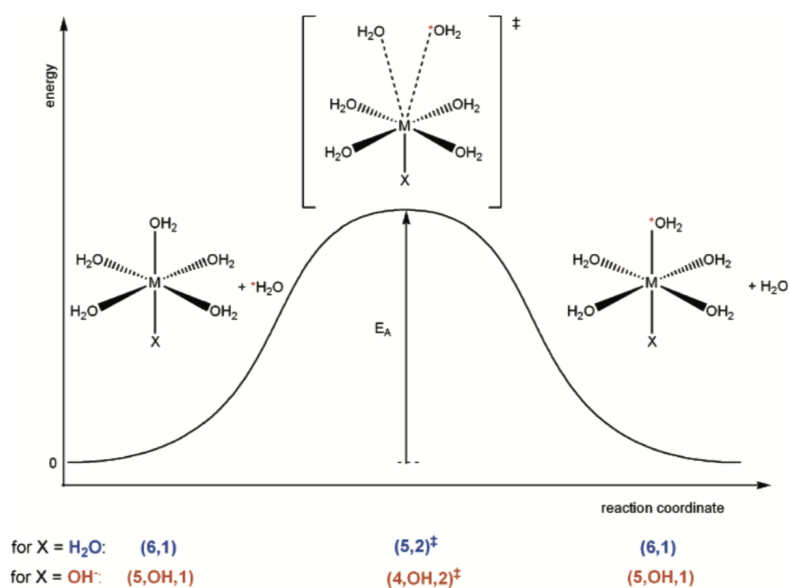 energy
‡
H₂O *OH₂
H₂O OH₂
M
H₂O OH₂
X
OH₂
H₂O OH₂
M
H₂O OH₂
X
+ *H₂O
E_A
*OH₂
H₂O OH₂
M
H₂O OH₂
X
+ H₂O
0
reaction coordinate
for X = H₂O: (6,1) (5,2)‡ (6,1)
for X = OH⁻: (5,OH,1) (4,OH,2)‡ (5,OH,1)